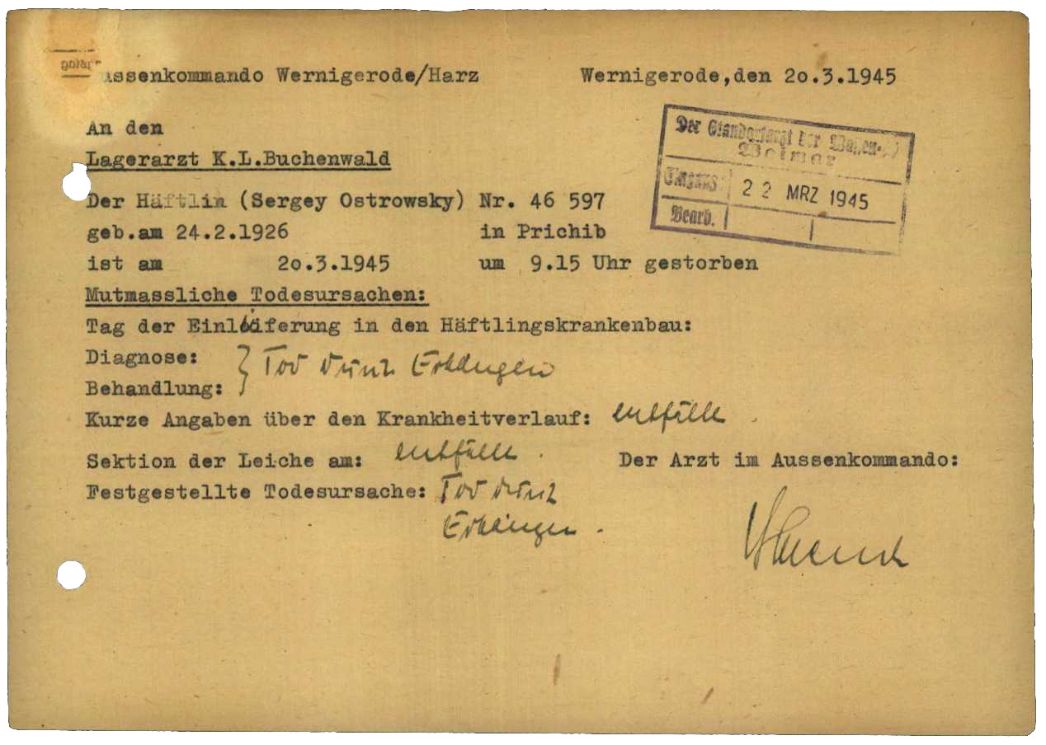 Aussenkommando Wernigerode/Harz Wernigerode,den 2o.3.1945
An den
Lagerarzt K.L.Buchenwald
Der Standortarzt der Waffen-
Weimar
22 MRZ 1945
Bearb.
Der Häftlin (Sergey Ostrowsky) Nr. 46 597
geb.am 24.2.1926 in Prichib
ist am 2o.3.1945 um 9.15 Uhr gestorben
Mutmassliche Todesursachen:
Tag der Einlieferung in den Häftlingskrankenbau:
Diagnose:
Behandlung:
Tod durch Erhängen
Kurze Angaben über den Krankheitverlauf: entfällt .
Sektion der Leiche am: entfällt . Der Arzt im Aussenkommando:
Festgestellte Todesursache: Tod durch
Erhängen .